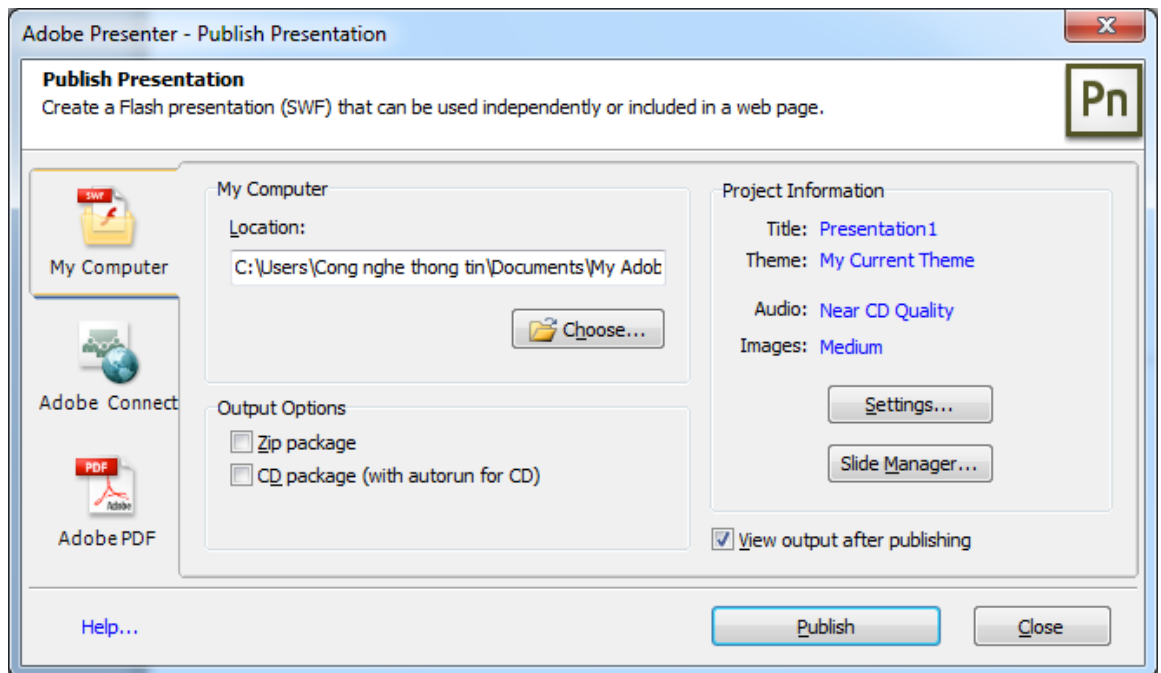 Adobe Presenter - Publish Presentation
Publish Presentation
Create a Flash presentation (SWF) that can be used independently or included in a web page.
Pn
SWF
My Computer
Adobe Connect
PDF
Adobe
Adobe PDF
My Computer
Location:
C:\Users\Cong nghe thong tin\Documents\My Adob
Choose...
Output Options
Zip package
CD package (with autorun for CD)
Project Information
Title: Presentation1
Theme: My Current Theme
Audio: Near CD Quality
Images: Medium
Settings...
Slide Manager...
View output after publishing
Help...
Publish
Close